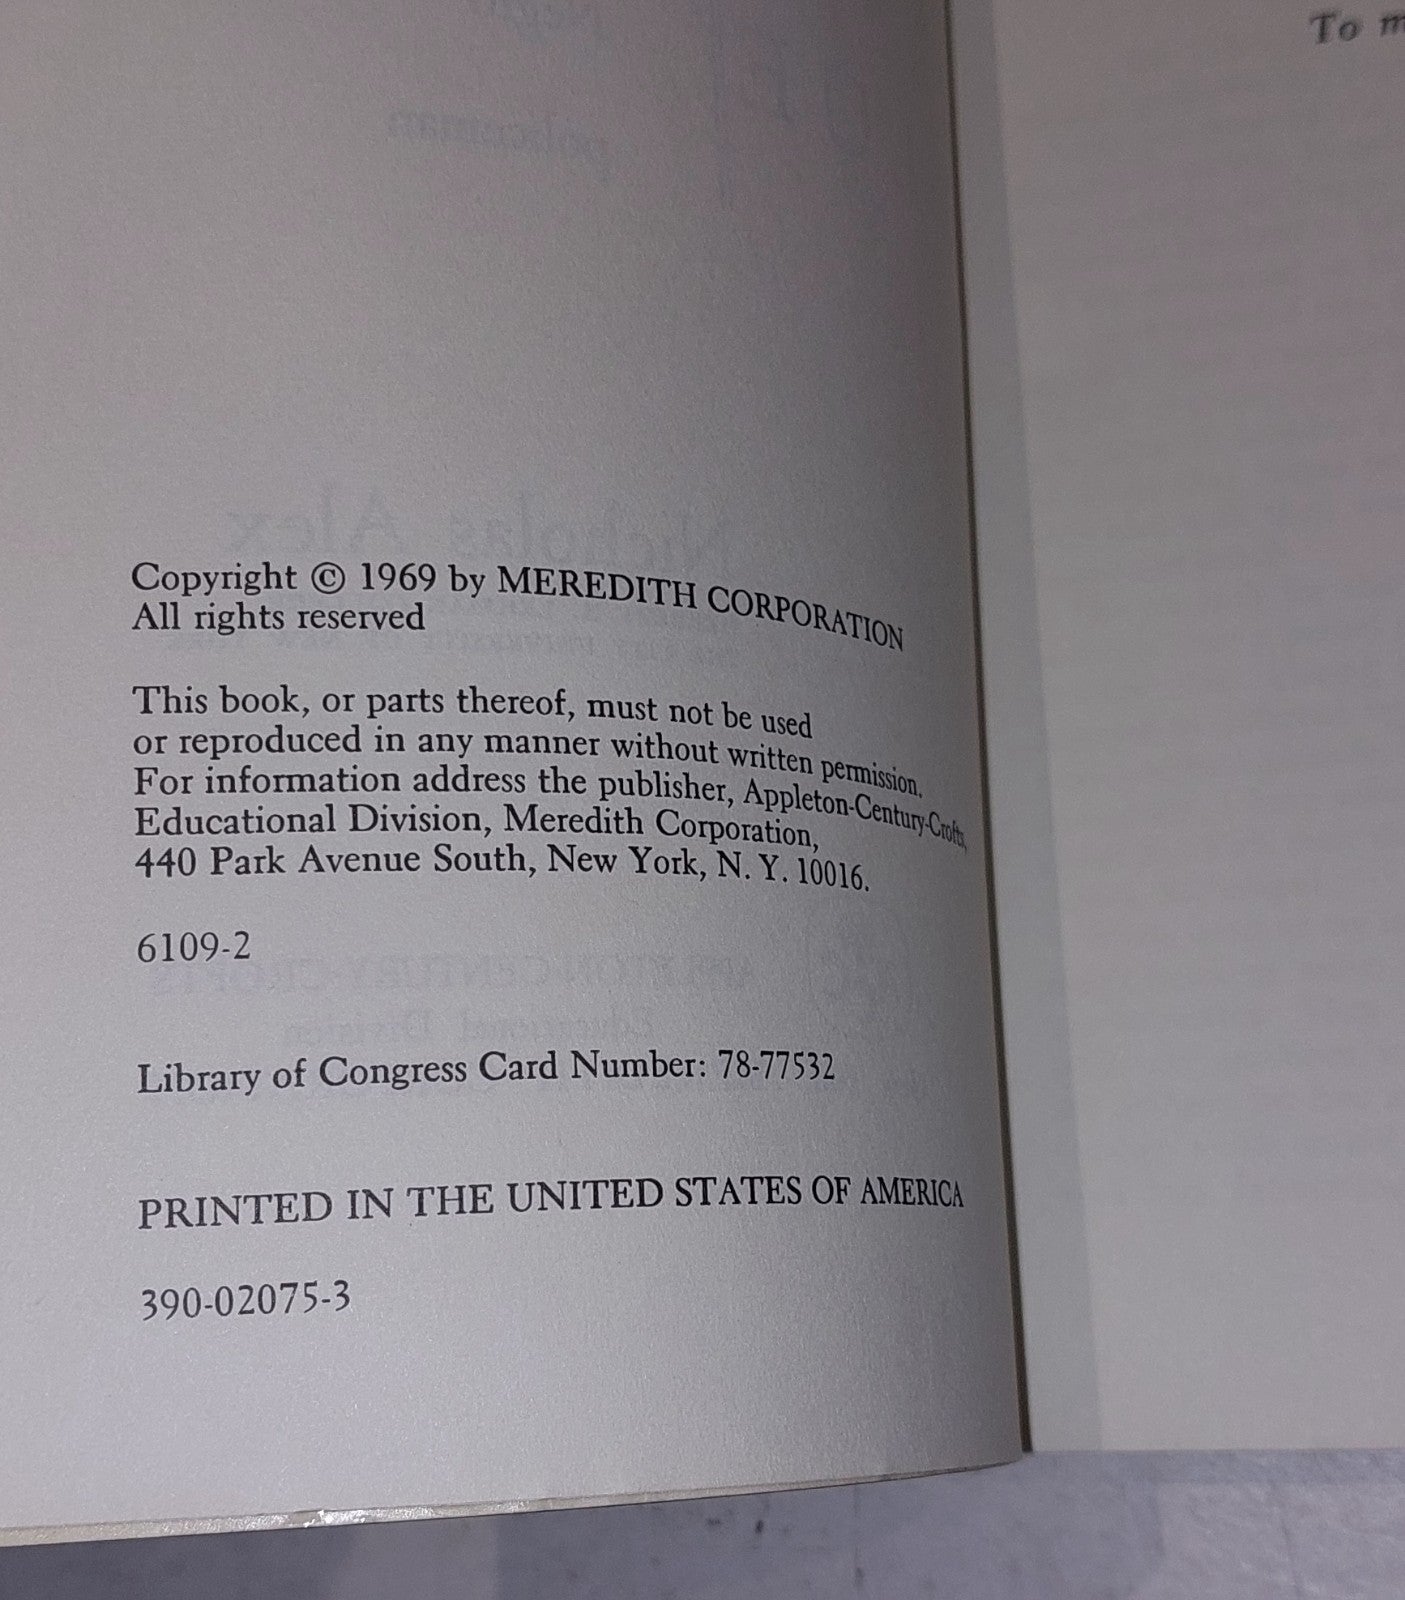 To m
Copyright © 1969 by MEREDITH CORPORATION
All rights reserved
This book, or parts thereof, must not be used
or reproduced in any manner without written permission.
For information address the publisher, Appleton-Century-Crofts,
Educational Division, Meredith Corporation,
440 Park Avenue South, New York, N. Y. 10016.
6109-2
Library of Congress Card Number: 78-77532
PRINTED IN THE UNITED STATES OF AMERICA
390-02075-3